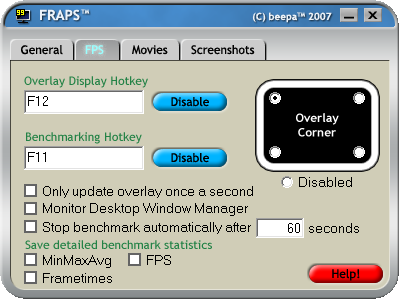 99
FRAPS™ (C) beepa™ 2007
General FPS Movies Screenshots
Overlay Display Hotkey
F12 Disable
Overlay
Corner
Benchmarking Hotkey
F11 Disable
Disabled
Only update overlay once a second
Monitor Desktop Window Manager
Stop benchmark automatically after 60 seconds
Save detailed benchmark statistics
MinMaxAvg FPS
Frametimes
Help!